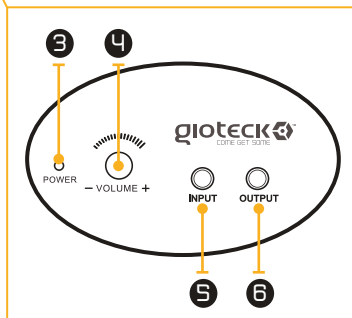 3 4
gioteck
COME GET SOME
POWER
– VOLUME +
INPUT OUTPUT
5 6